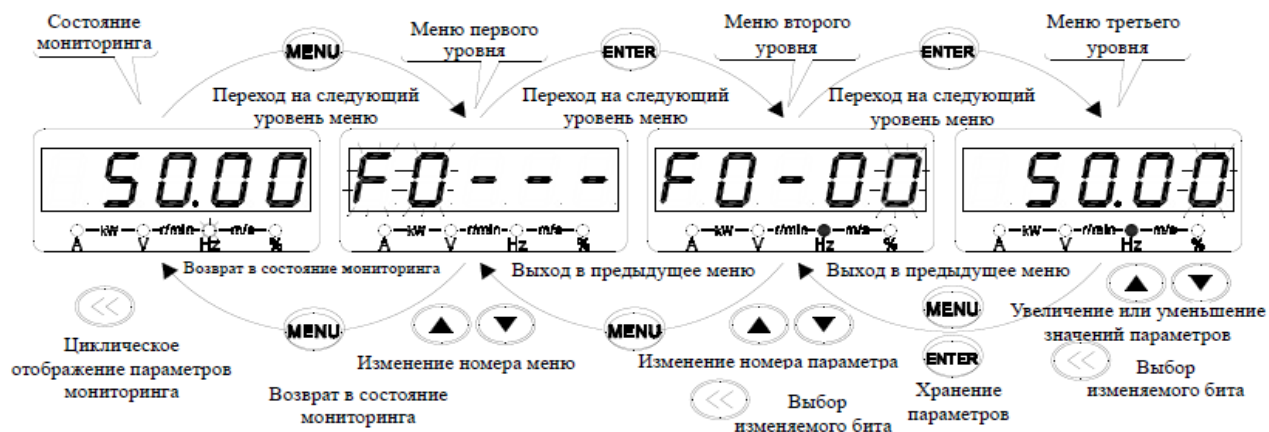 Состояние
мониторинга
MENU
Меню первого
уровня
ENTER
Меню второго
уровня
ENTER
Меню третьего
уровня
Переход на следующий
уровень меню
Переход на следующий
уровень меню
Переход на следующий
уровень меню
50.00
F0---
F0-00
50.00
kw r/min m/s
A V Hz %
kw r/min m/s
A V Hz %
kw r/min m/s
A V Hz %
kw r/min m/s
A V Hz %
Возврат в состояние мониторинга
Выход в предыдущее меню
Выход в предыдущее меню
MENU
MENU
MENU
ENTER
Циклическое
отображение параметров
мониторинга
Изменение номера меню
Возврат в состояние
мониторинга
Изменение номера параметра
Выбор
изменяемого бита
Хранение
параметров
Увеличение или уменьшение
значений параметров
Выбор
изменяемого бита